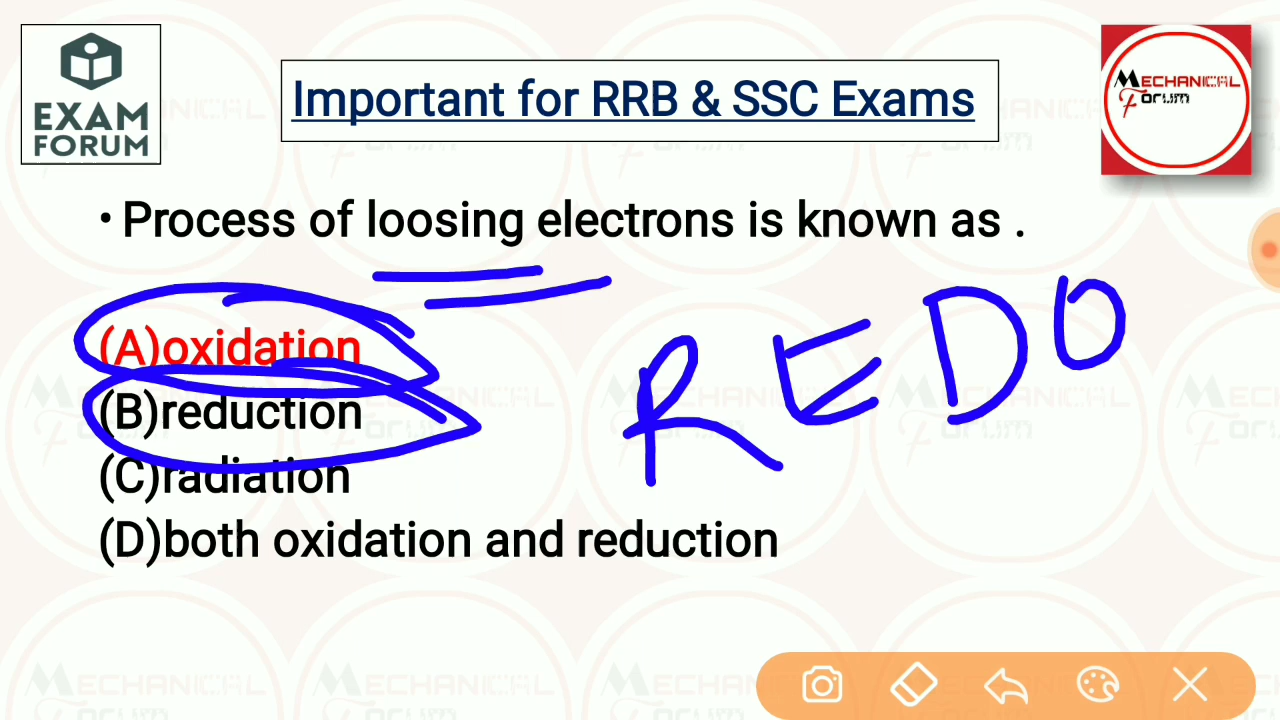 EXAM
FORUM
Important for RRB & SSC Exams
MECHANICAL
Forum
• Process of loosing electrons is known as .
(A)oxidation
(B)reduction
(C)radiation
(D)both oxidation and reduction
REDO